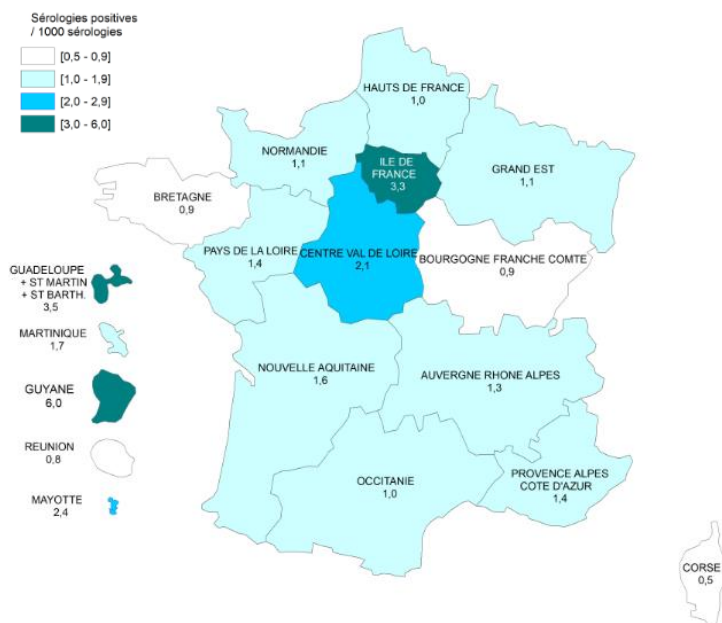 Sérologies positives
/ 1000 sérologies
[0,5 - 0,9]
[1,0 - 1,9]
[2,0 - 2,9]
[3,0 - 6,0]
HAUTS DE FRANCE
1,0
NORMANDIE
1,1
ILE DE
FRANCE
3,3
GRAND EST
1,1
BRETAGNE
0,9
PAYS DE LA LOIRE
1,4
CENTRE VAL DE LOIRE
2,1
BOURGOGNE FRANCHE COMTE
0,9
GUADELOUPE
+ ST MARTIN
+ ST BARTH.
3,5
MARTINIQUE
1,7
GUYANE
6,0
REUNION
0,8
MAYOTTE
2,4
NOUVELLE AQUITAINE
1,6
AUVERGNE RHONE ALPES
1,3
OCCITANIE
1,0
PROVENCE ALPES
COTE D'AZUR
1,4
CORSE
0,5